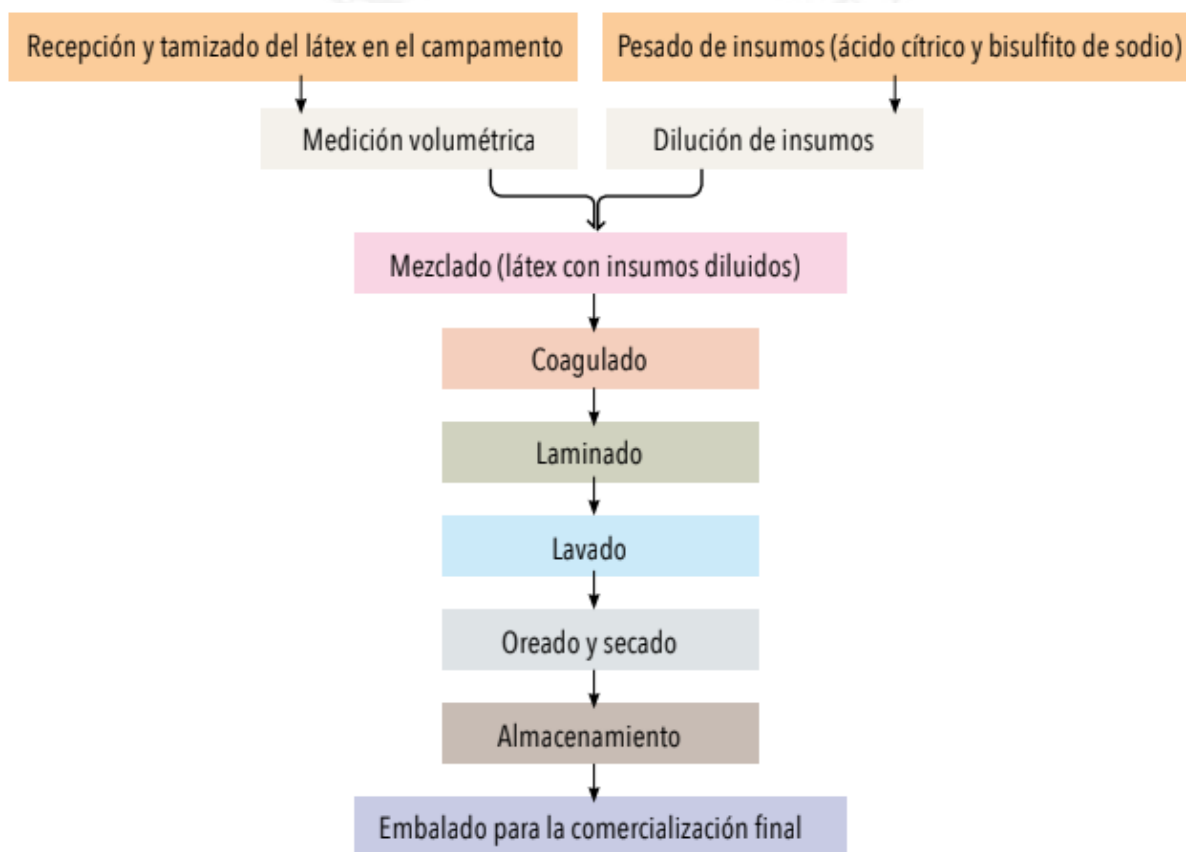 Recepción y tamizado del látex en el campamento
Pesado de insumos (ácido cítrico y bisulfito de sodio)
Medición volumétrica
Dilución de insumos
Mezclado (látex con insumos diluidos)
Coagulado
Laminado
Lavado
Oreado y secado
Almacenamiento
Embalado para la comercialización final